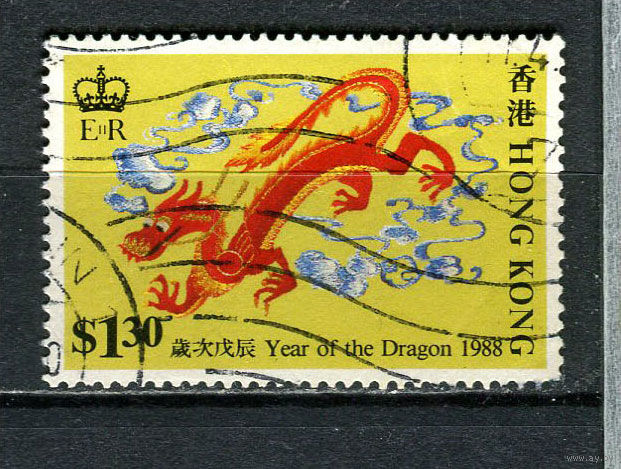 EIIR
香港 HONG KONG
$1.30
歲次戊辰 Year of the Dragon 1988